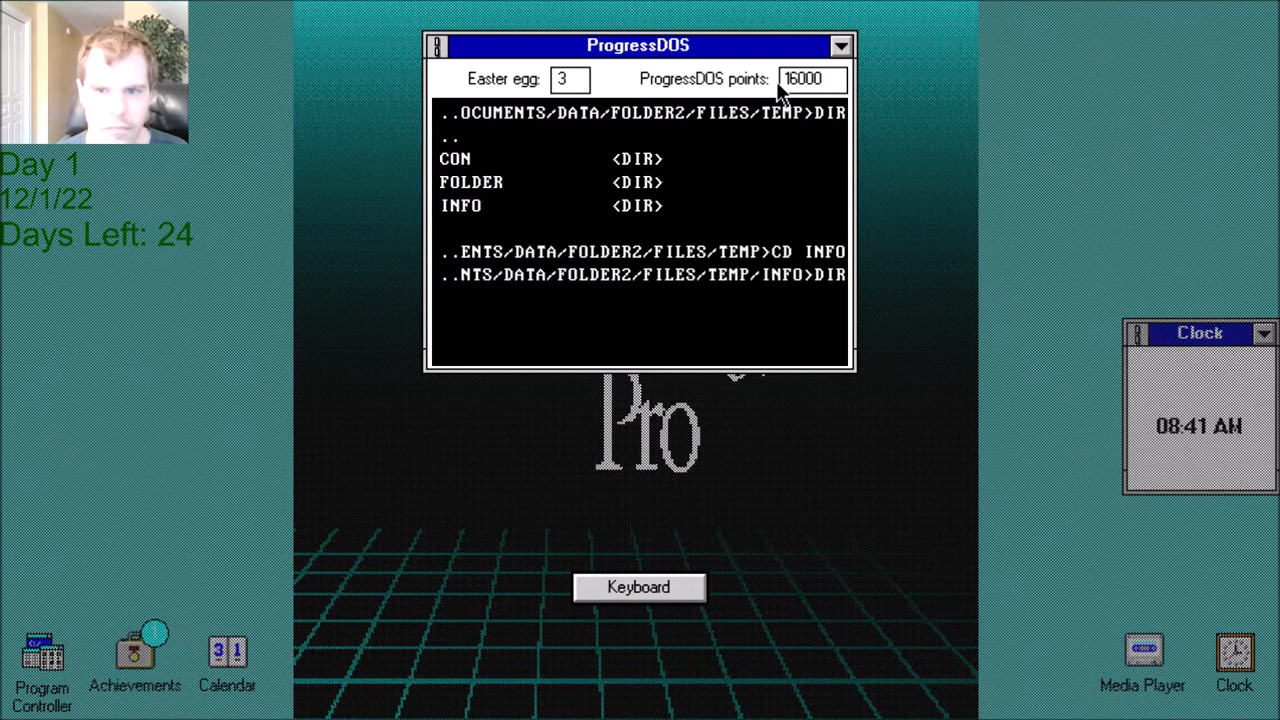 ProgressDOS
Easter egg: 3 ProgressDOS points: 16000
..OCUMENTS/DATA/FOLDER2/FILES/TEMP>DIR
..
CON <DIR>
FOLDER <DIR>
INFO <DIR>
..ENTS/DATA/FOLDER2/FILES/TEMP>CD INFO
..NTS/DATA/FOLDER2/FILES/TEMP/INFO>DIR
Day 1
12/1/22
Days Left: 24
Clock
08:41 AM
Pro
Keyboard
31
1
Program
Controller
Achievements
Calendar
Media Player
Clock